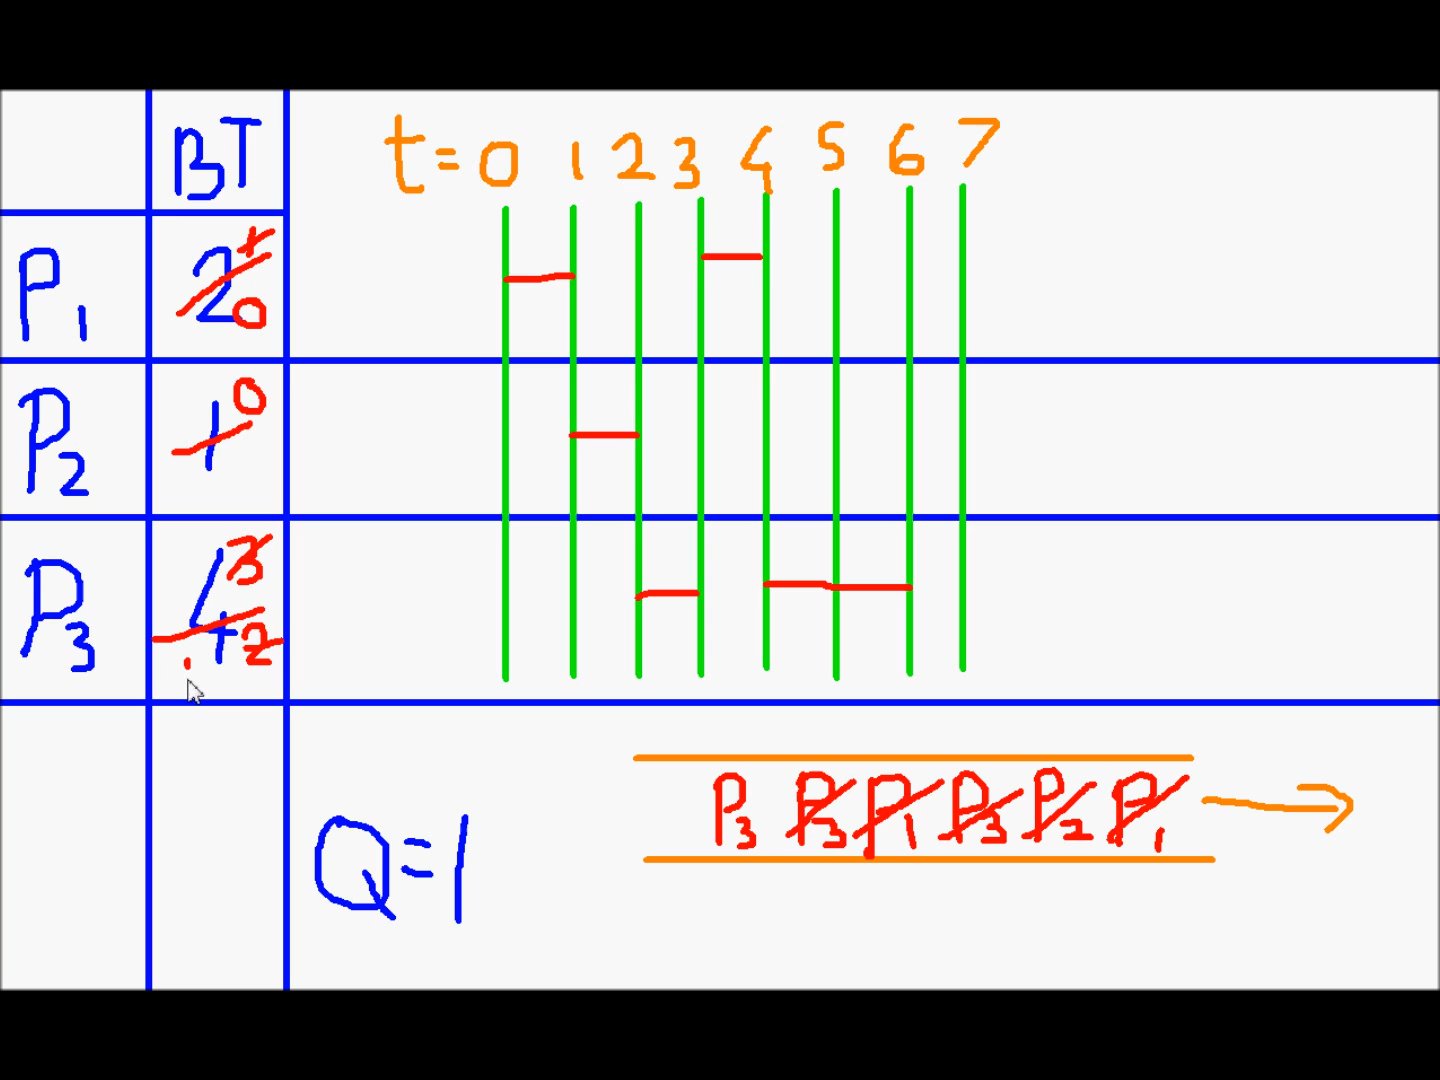 BT
t= 0 1 2 3 4 5 6 7
P1 2 1 0
P2 1 0
P3 4 3 2
P3 P3 P1 P3 P2 P1
Q=1